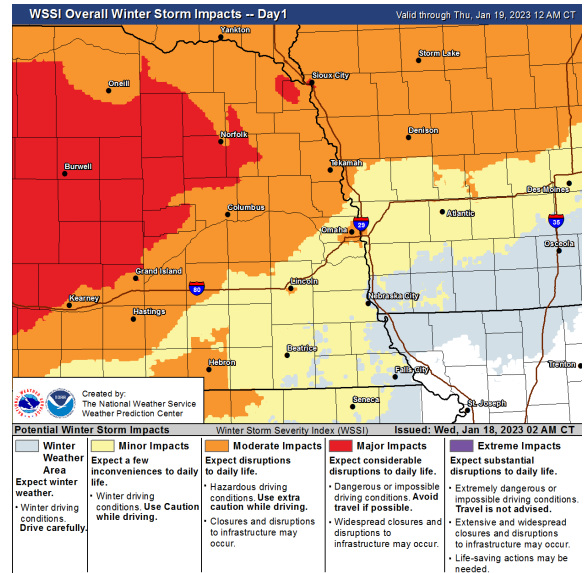 WSSI Overall Winter Storm Impacts -- Day1
Valid through Thu, Jan 19, 2023 12 AM CT
Yankton
Storm Lake
Sioux City
Oneill
Denison
Norfolk
Tekamah
Burwell
Des Moines
Columbus
Atlantic
29
35
Omaha
Osceola
Grand Island
80
Lincoln
Kearney
Nebraska City
Hastings
Beatrice
Hebron
Trenton
Falls City
Seneca
St. Joseph
Created by:
The National Weather Service
Weather Prediction Center
Potential Winter Storm Impacts
Winter Storm Severity Index (WSSI)
Issued: Wed, Jan 18, 2023 02 AM CT
Winter
Weather
Area
Expect winter
weather.
• Winter driving
conditions.
Drive carefully.
Minor Impacts
Expect a few
inconveniences to daily
life.
• Winter driving
conditions. Use Caution
while driving.
Moderate Impacts
Expect disruptions
to daily life.
• Hazardous driving
conditions. Use extra
caution while driving.
• Closures and disruptions
to infrastructure may
occur.
Major Impacts
Expect considerable
disruptions to daily life.
• Dangerous or impossible
driving conditions. Avoid
travel if possible.
• Widespread closures and
disruptions to
infrastructure may occur.
Extreme Impacts
Expect substantial
disruptions to daily life.
• Extremely dangerous or
impossible driving conditions.
Travel is not advised.
• Extensive and widespread
closures and disruptions
to infrastructure may occur.
• Life-saving actions may be
needed.